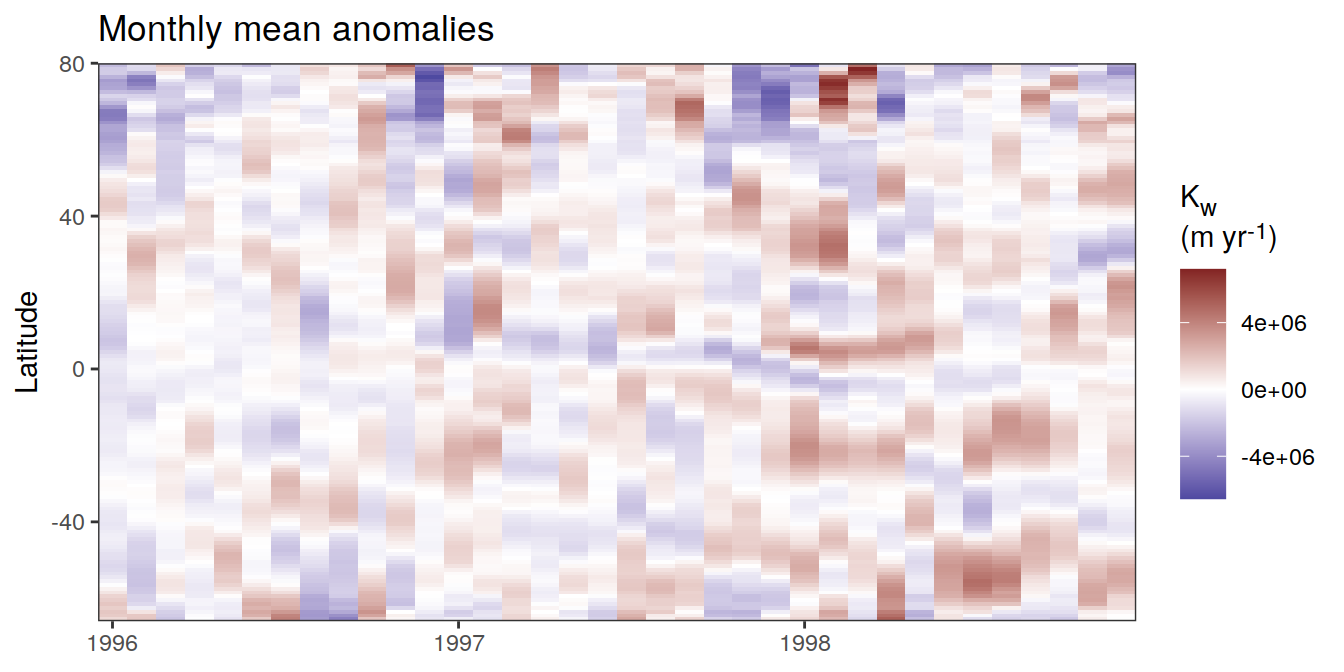 Monthly mean anomalies
80
40
0
-40
Latitude
1996
1997
1998
Kw
(m yr-1)
4e+06
0e+00
-4e+06